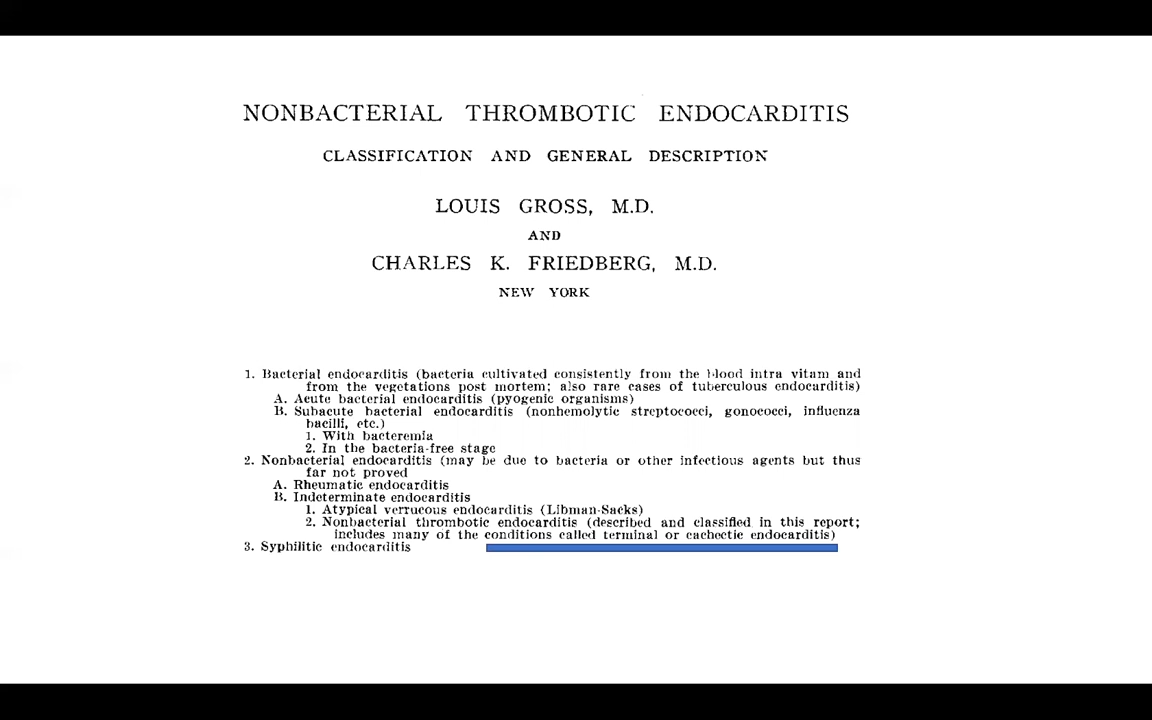 NONBACTERIAL THROMBOTIC ENDOCARDITIS
CLASSIFICATION AND GENERAL DESCRIPTION
LOUIS GROSS, M.D.
AND
CHARLES K. FRIEDBERG, M.D.
NEW YORK
1. Bacterial endocarditis (bacteria cultivated consistently from the blood intra vitam and
from the vegetations post mortem; also rare cases of tuberculous endocarditis)
A. Acute bacterial endocarditis (pyogenic organisms)
B. Subacute bacterial endocarditis (nonhemolytic streptococci, gonococci, influenza
bacilli, etc.)
1. With bacteremia
2. In the bacteria-free stage
2. Nonbacterial endocarditis (may be due to bacteria or other infectious agents but thus
far not proved
A. Rheumatic endocarditis
B. Indeterminate endocarditis
1. Atypical verrucous endocarditis (Libman-Sacks)
2. Nonbacterial thrombotic endocarditis (described and classified in this report;
includes many of the conditions called terminal or cachectic endocarditis)
3. Syphilitic endocarditis